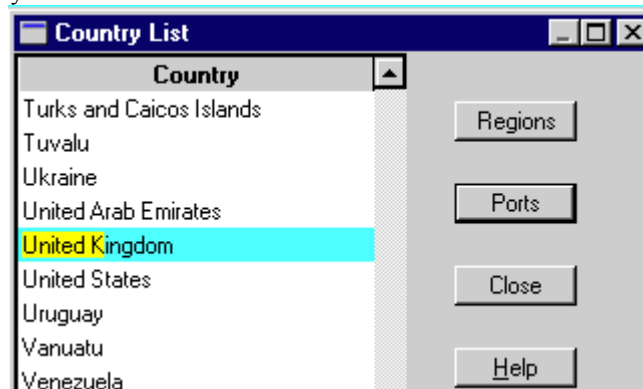 Country List
Country
Turks and Caicos Islands
Tuvalu
Ukraine
United Arab Emirates
United Kingdom
United States
Uruguay
Vanuatu
Venezuela
Regions
Ports
Close
Help